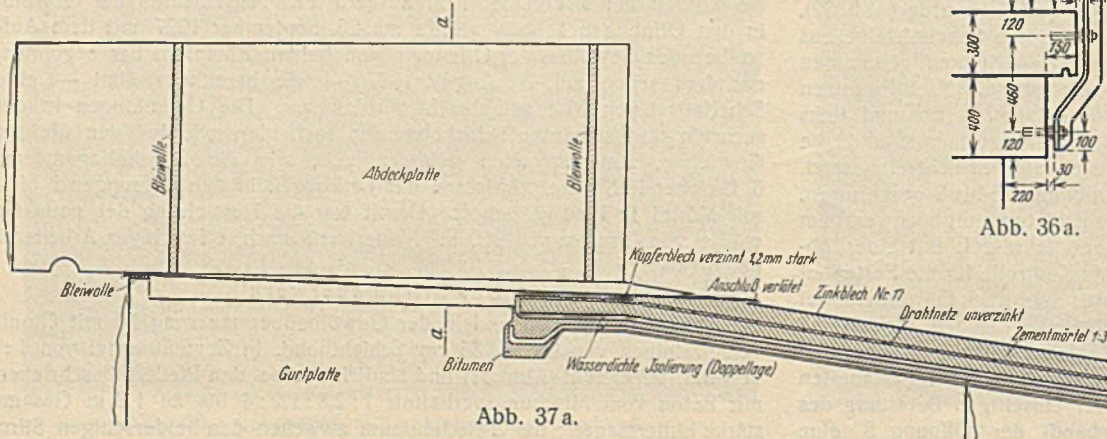 a
Bleiwolle
Abdeckplatte
Bleiwolle
Bleiwolle
Kupferblech verzinnt 1,2mm stark
Anschluß verlötet
Zinkblech Nr. 17
Drahtnetz unverzinkt
Zementmörtel 1:3
a
Bitumen
Wasserdichte Isolierung (Doppellage)
Gurtplatte
Abb. 37a.
120
300
150
460
400
120
100
30
220
Abb. 36a.